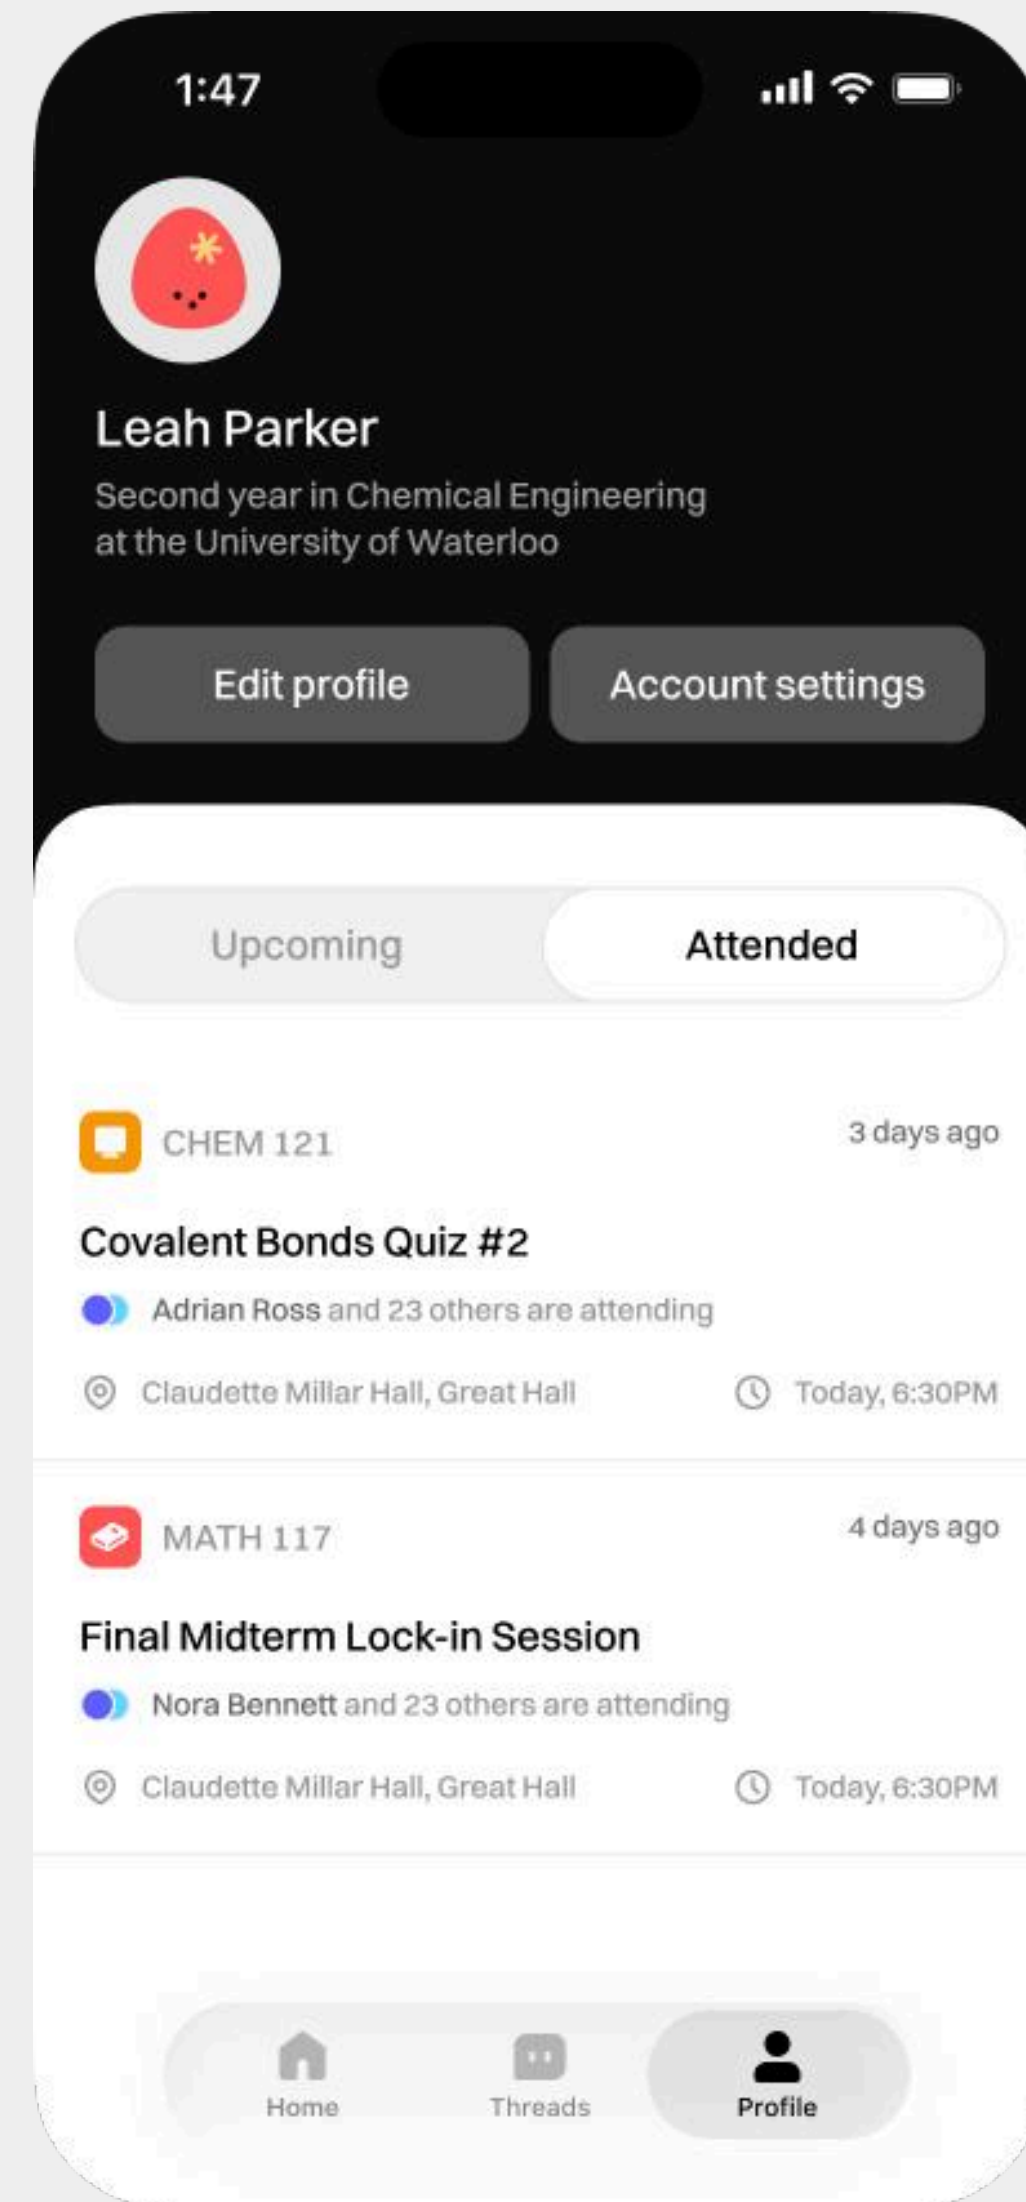 1:47
Leah Parker
Second year in Chemical Engineering
at the University of Waterloo
Edit profile
Account settings
Upcoming
Attended
CHEM 121
3 days ago
Covalent Bonds Quiz #2
Adrian Ross and 23 others are attending
Claudette Millar Hall, Great Hall
Today, 6:30PM
MATH 117
4 days ago
Final Midterm Lock-in Session
Nora Bennett and 23 others are attending
Claudette Millar Hall, Great Hall
Today, 6:30PM
Home
Threads
Profile